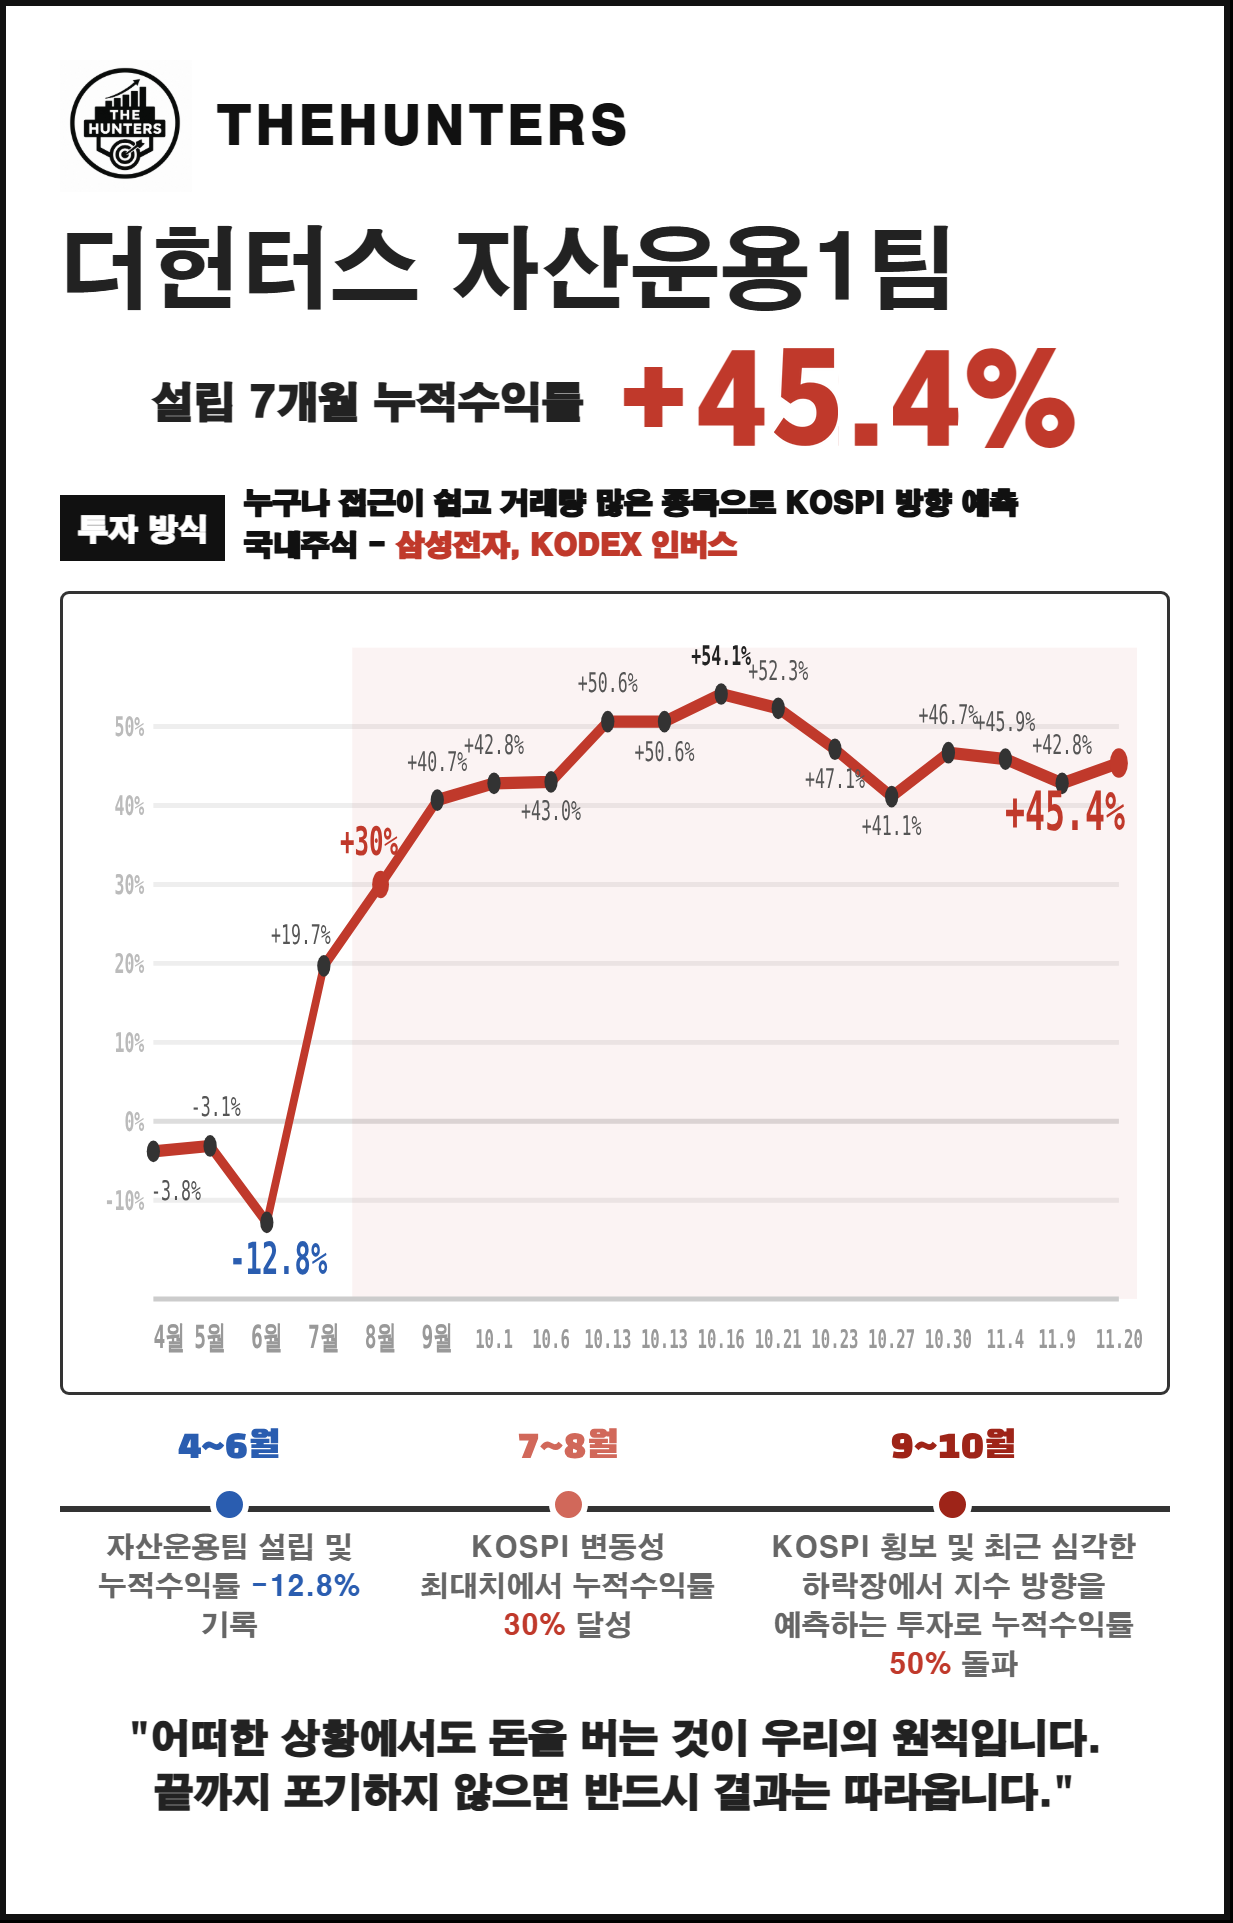 THE
HUNTERS
THEHUNTERS
더헌터스 자산운용1팀
설립 7개월 누적수익률 +45.4%
투자 방식
누구나 접근이 쉽고 거래량 많은 종목으로 KOSPI 방향 예측
국내주식 - 삼성전자, KODEX 인버스
+54.1%
+52.3%
+50.6%
+50.6%
+46.7%
+45.9%
+42.8%
+42.8%
+40.7%
+47.1%
+43.0%
+41.1%
+45.4%
+30%
+19.7%
-3.1%
-3.8%
-12.8%
50%
40%
30%
20%
10%
0%
-10%
4월 5월 6월 7월 8월 9월 10.1 10.6 10.13 10.13 10.16 10.21 10.23 10.27 10.30 11.4 11.9 11.20
4~6월
자산운용팀 설립 및
누적수익률 -12.8%
기록
7~8월
KOSPI 변동성
최대치에서 누적수익률
30% 달성
9~10월
KOSPI 횡보 및 최근 심각한
하락장에서 지수 방향을
예측하는 투자로 누적수익률
50% 돌파
"어떠한 상황에서도 돈을 버는 것이 우리의 원칙입니다.
끝까지 포기하지 않으면 반드시 결과는 따라옵니다."